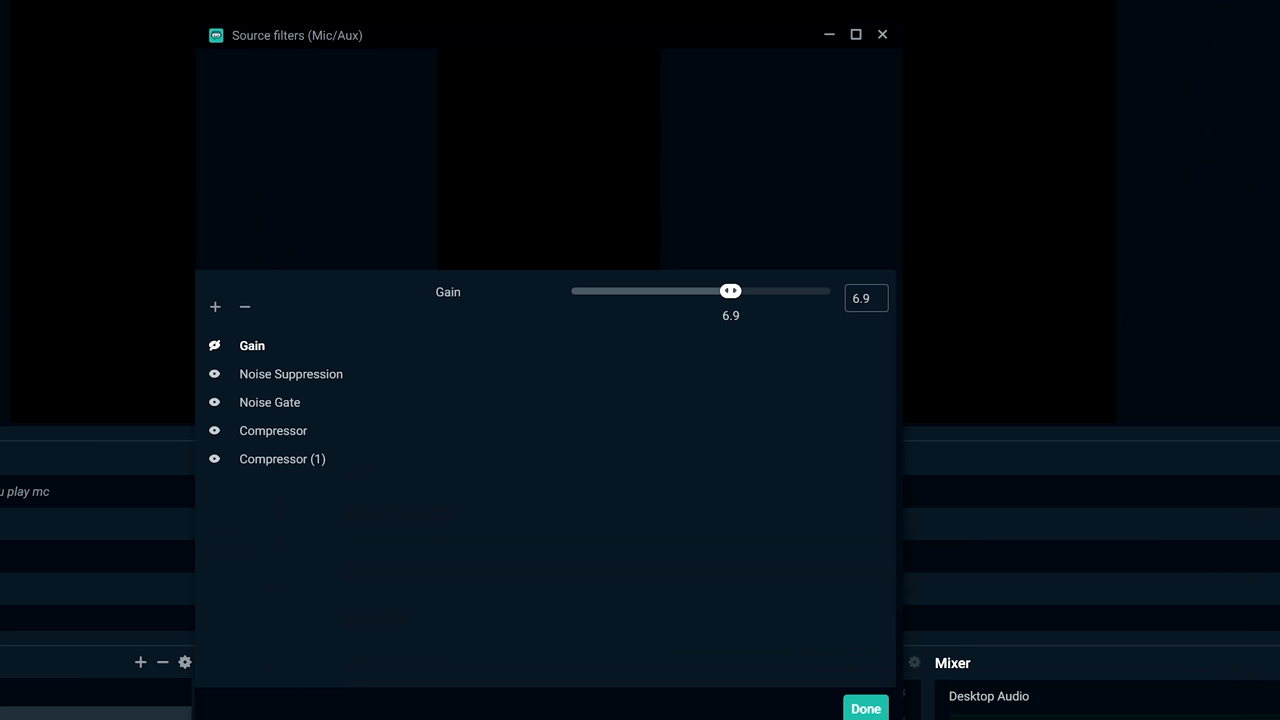 Source filters (Mic/Aux)
Gain
6.9
6.9
Gain
Noise Suppression
Noise Gate
Compressor
Compressor (1)
u play mc
Mixer
Desktop Audio
Done